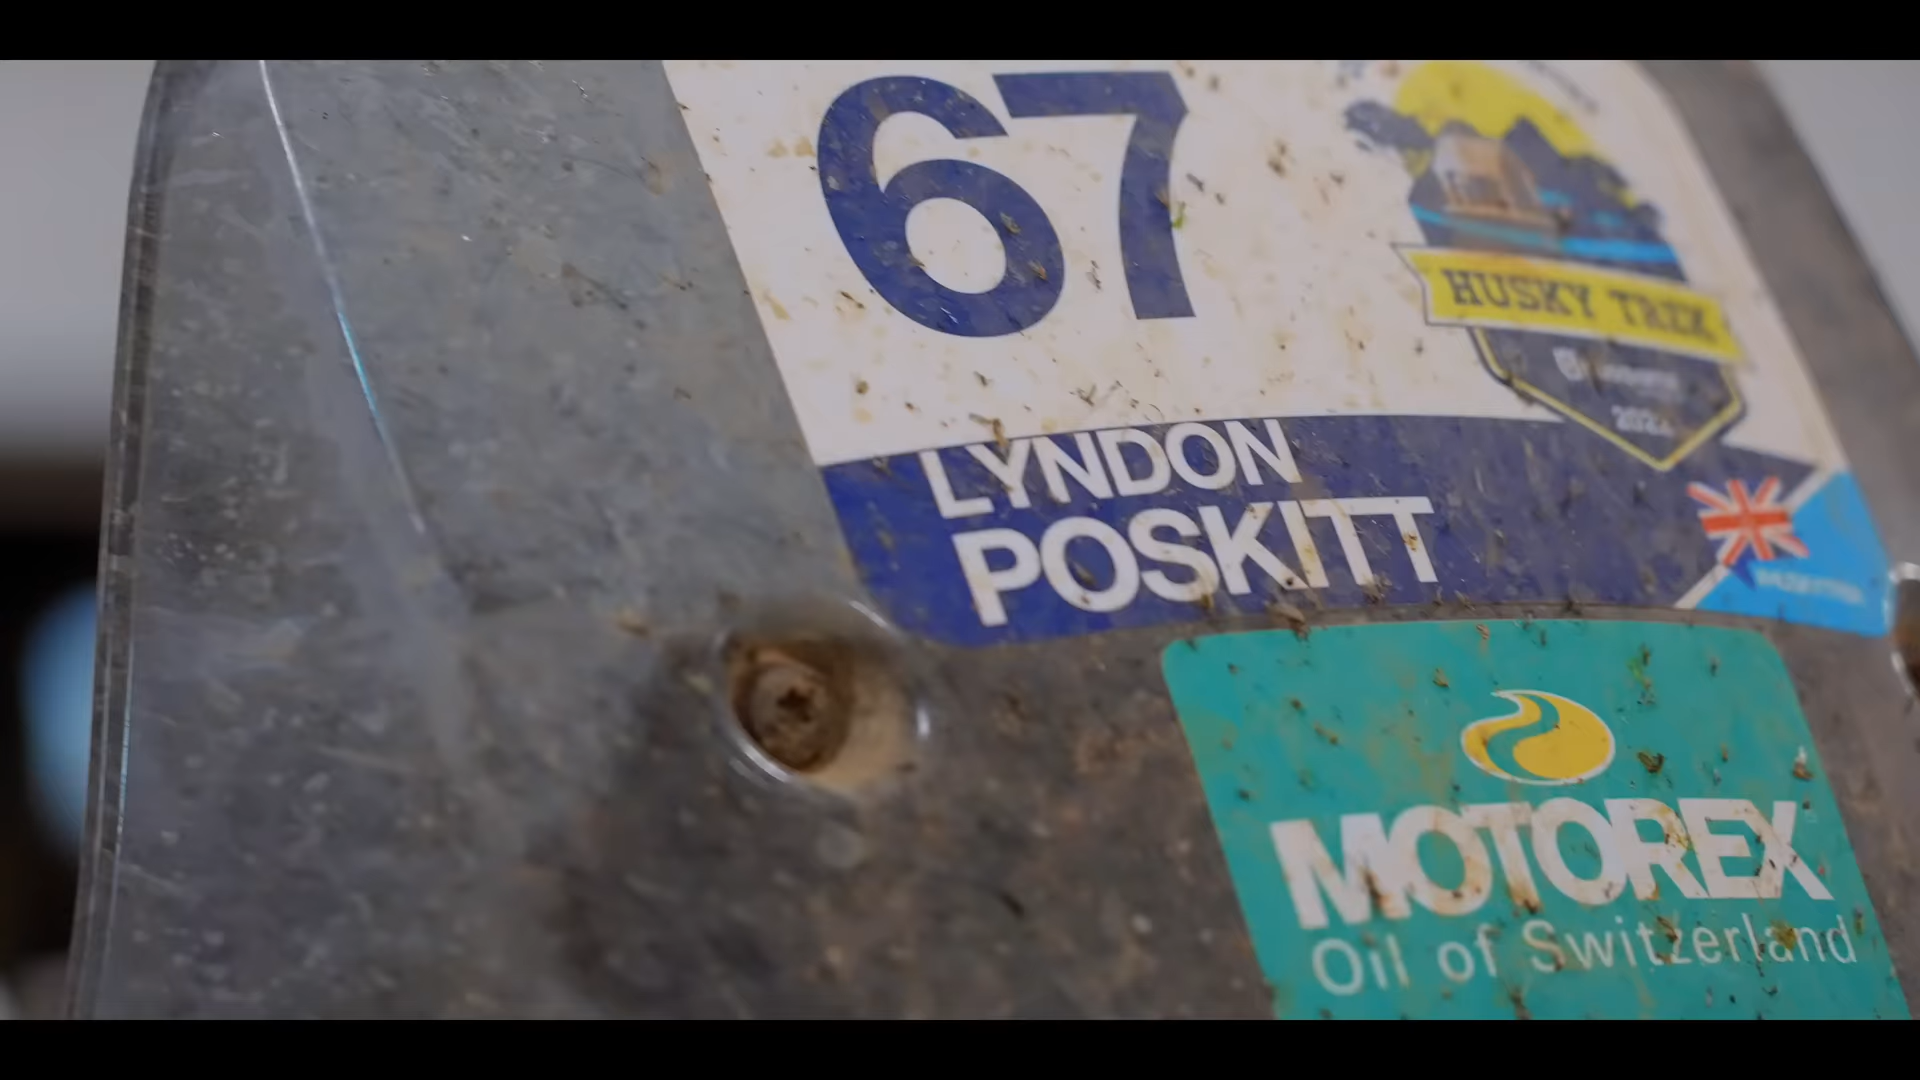 67
HUSKY TREK
LYNDON
POSKITT
MOTOREX
Oil of Switzerland